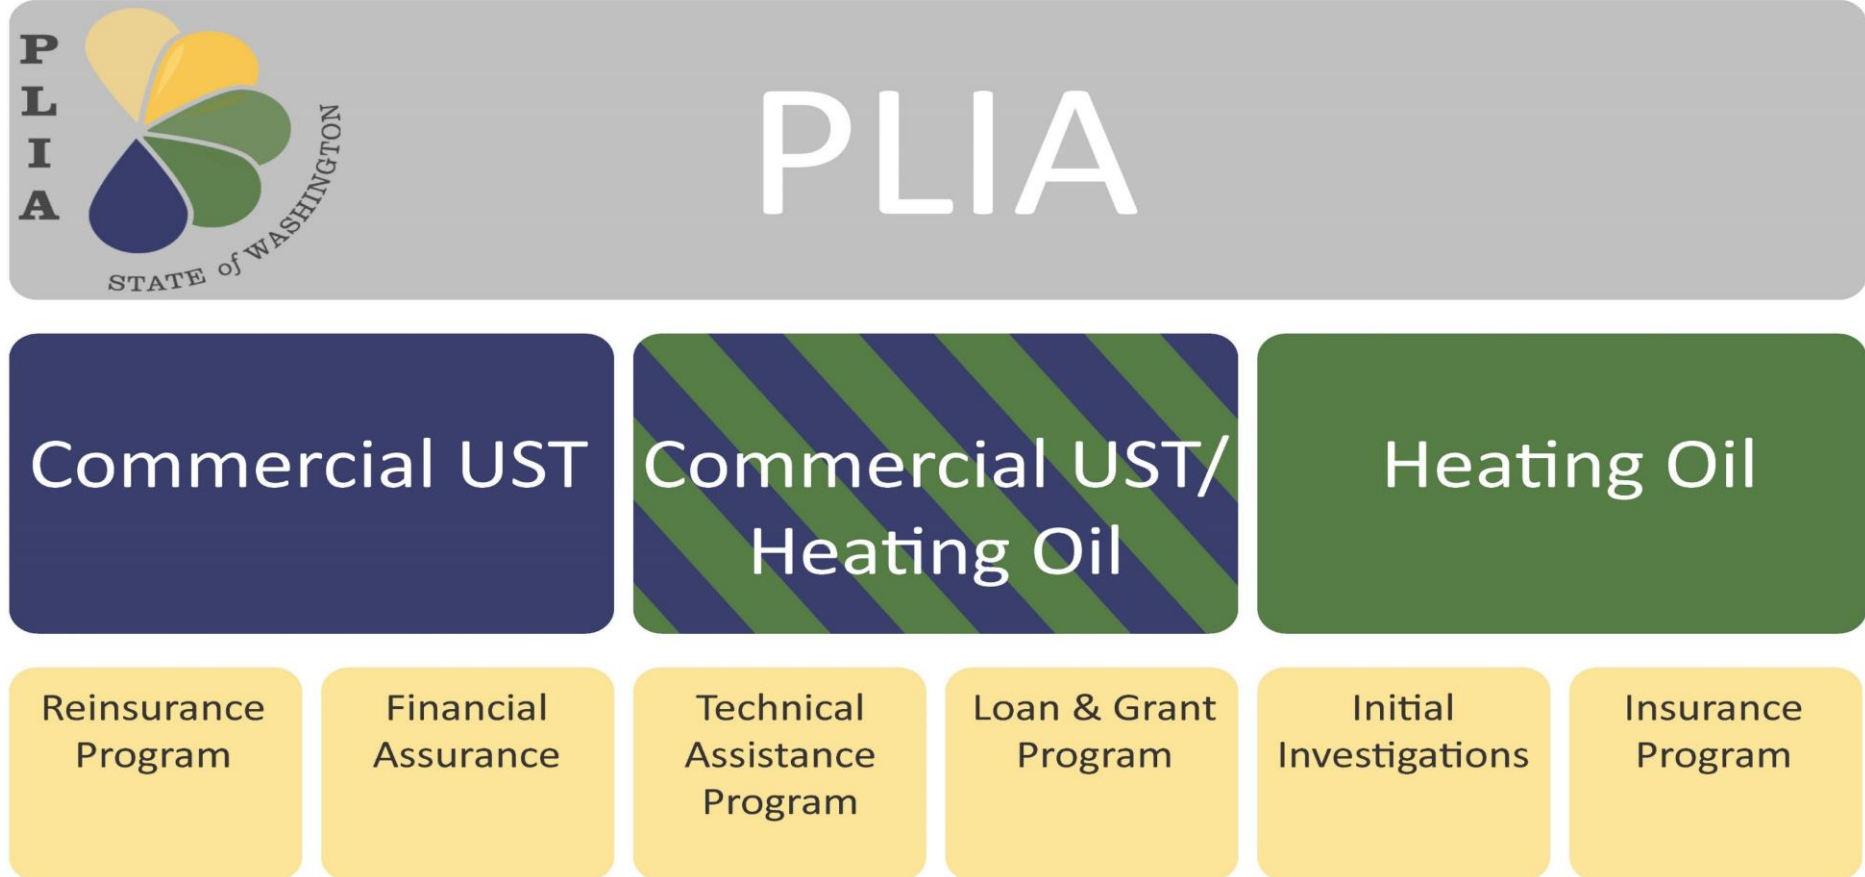 PLIA
STATE of WASHINGTON
PLIA
Commercial UST
Commercial UST/
Heating Oil
Heating Oil
Reinsurance
Program
Financial
Assurance
Technical
Assistance
Program
Loan & Grant
Program
Initial
Investigations
Insurance
Program